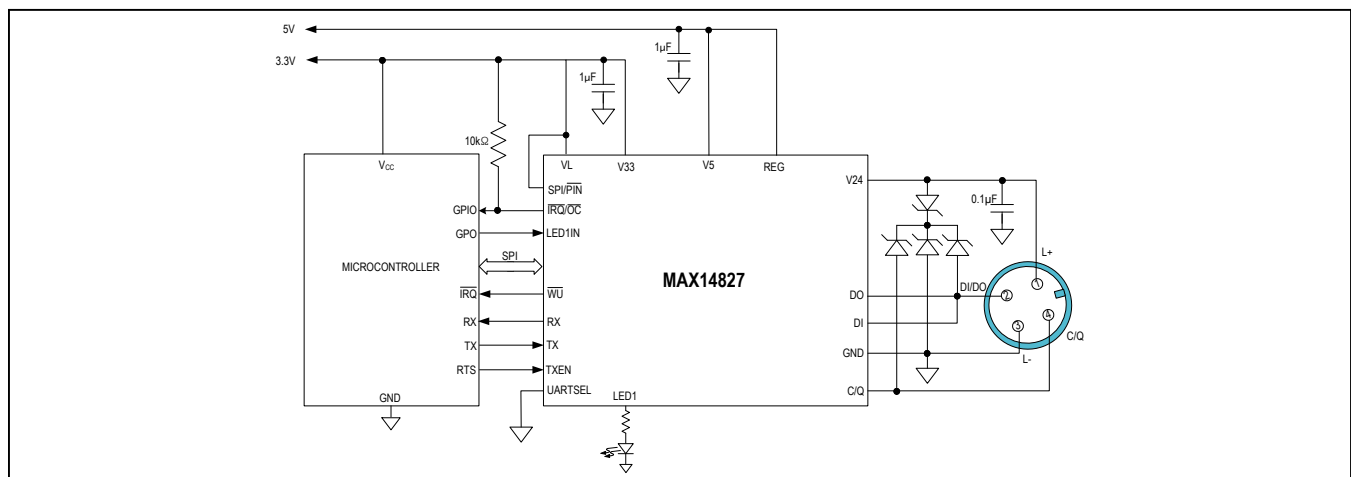 5V
1µF
3.3V
1µF
10kΩ
VCC
VL
V33
V5
REG
V24
SPI/PIN
0.1µF
GPIO
IRQ/OC
GPO
LED1IN
L+
MICROCONTROLLER
SPI
MAX14827
DI/DO
1
2
IRQ
WU
DO
RX
RX
DI
3
4
C/Q
TX
TX
GND
L-
RTS
TXEN
UARTSEL
C/Q
GND
LED1